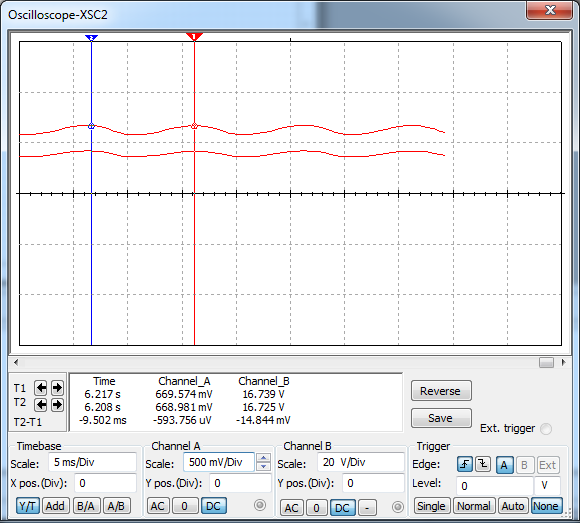 Oscilloscope-XSC2
2
1
Time Channel_A Channel_B
T1 6.217 s 669.574 mV 16.739 V
T2 6.208 s 668.981 mV 16.725 V
T2-T1 -9.502 ms -593.756 uV -14.844 mV
Reverse
Save
Ext. trigger
Timebase
Scale: 5 ms/Div
X pos.(Div): 0
Y/T Add B/A A/B
Channel A
Scale: 500 mV/Div
Y pos.(Div): 0
AC 0 DC
Channel B
Scale: 20 V/Div
Y pos.(Div): 0
AC 0 DC -
Trigger
Edge: A B Ext
Level: 0 V
Single Normal Auto None